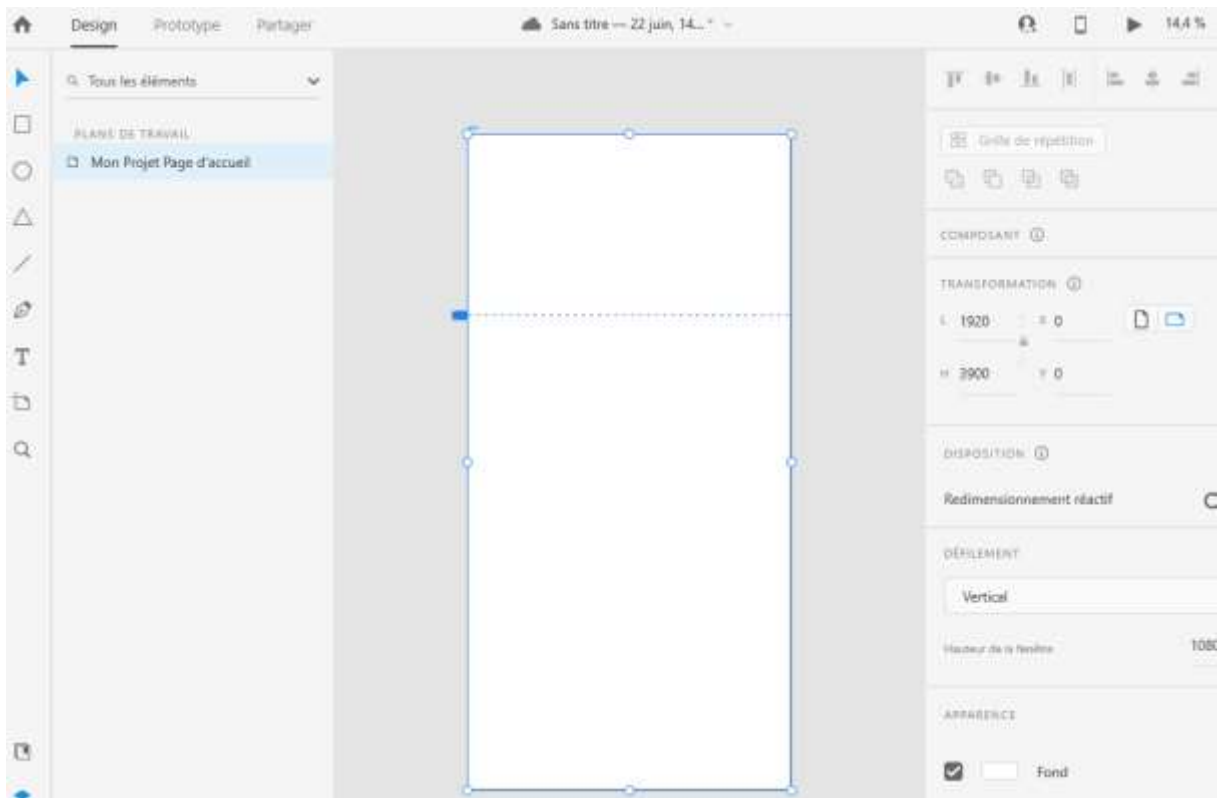 Design Prototype Partager
Sans titre — 22 juin, 14... *
14,4 %
Tous les éléments
PLANS DE TRAVAIL
Mon Projet Page d'accueil
T
Grille de répétition
COMPOSANT
TRANSFORMATION
L 1920 X 0
H 3900 Y 0
DISPOSITION
Redimensionnement réactif
DÉFILEMENT
Vertical
Hauteur de la fenêtre 1080
APPARENCE
Fond